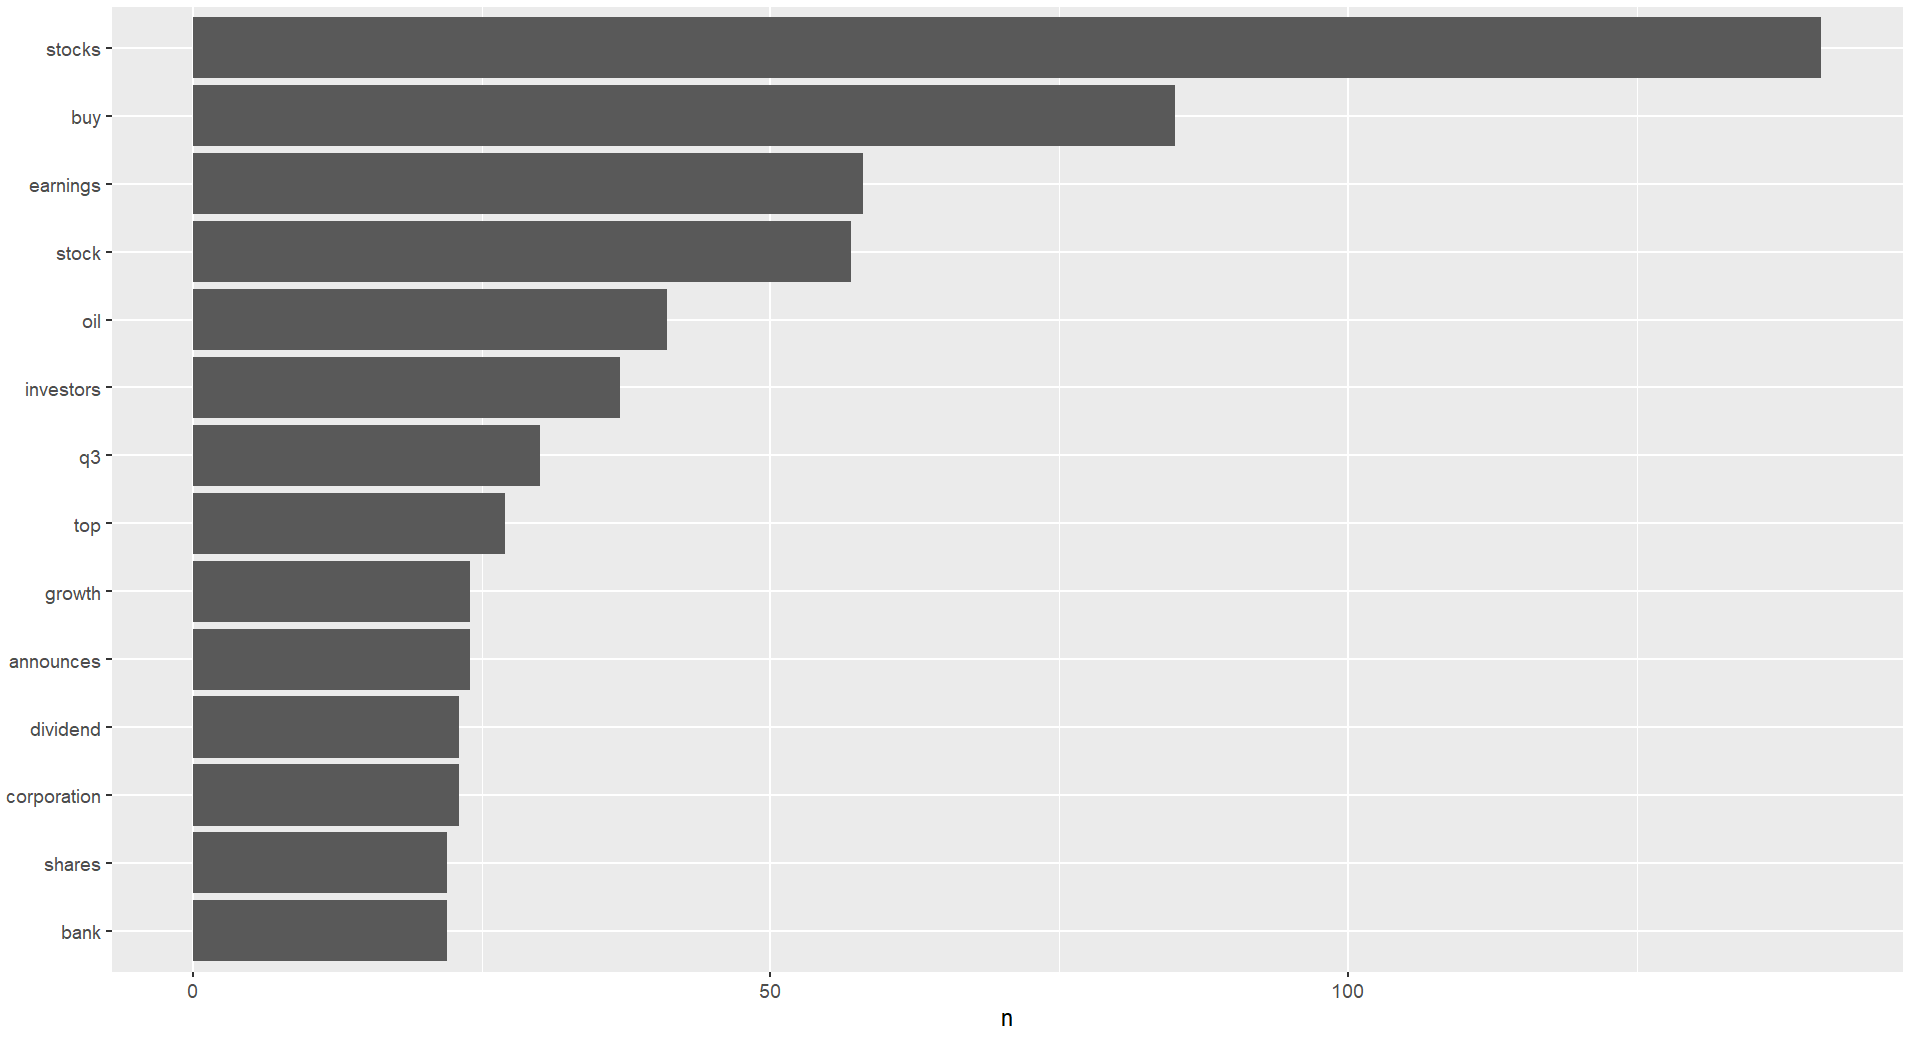 stocks
buy
earnings
stock
oil
investors
q3
top
growth
announces
dividend
corporation
shares
bank
0 50 100
n